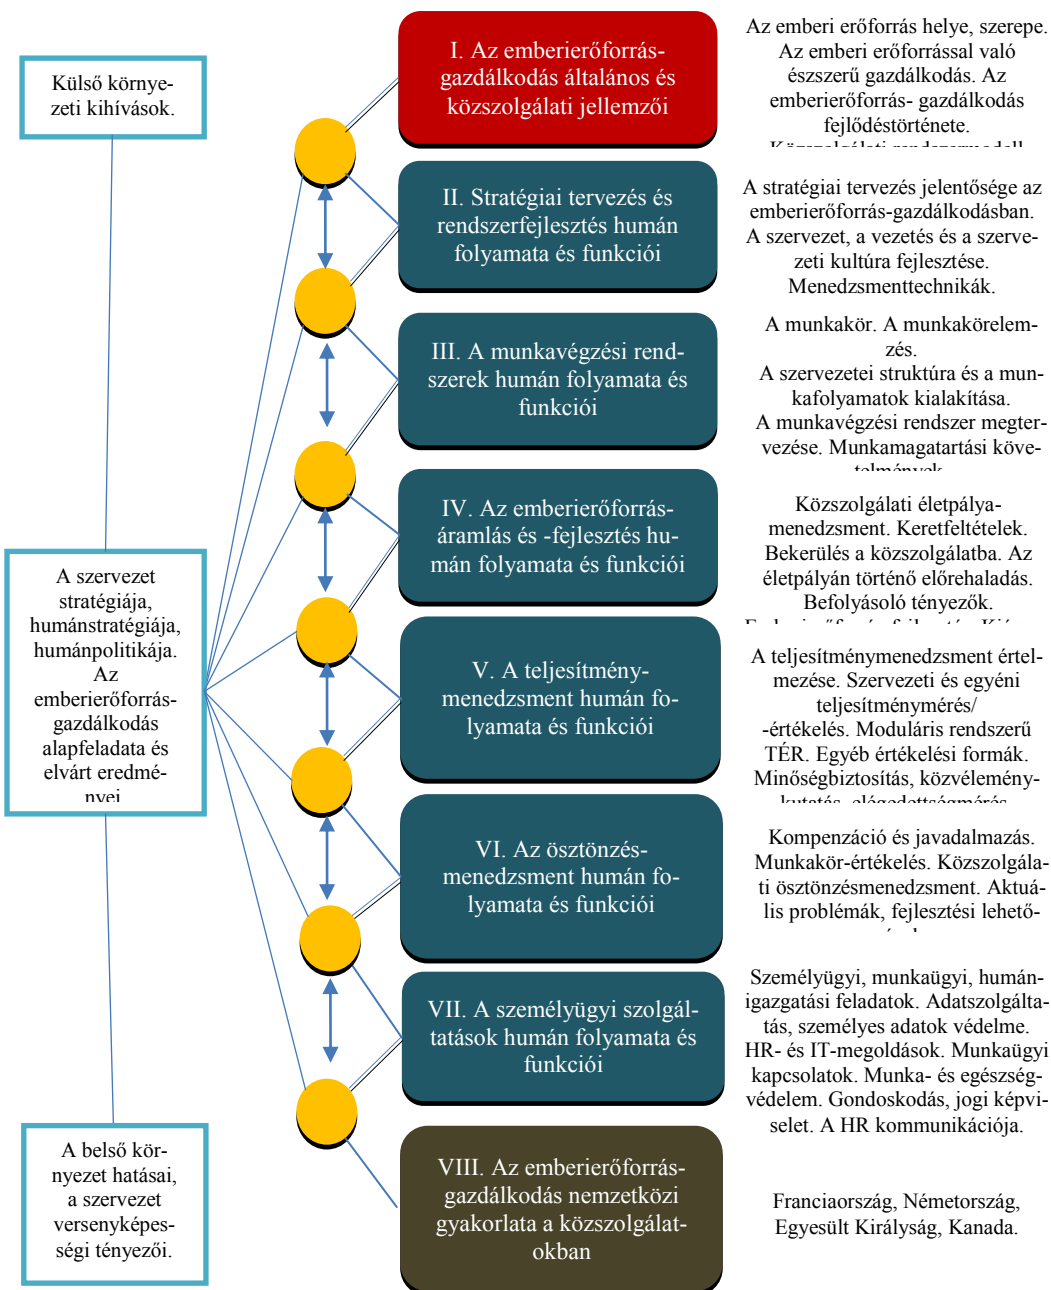 Külső környe-
zeti kihívások.
A szervezet
stratégiája,
humánstratégiája,
humánpolitikája.
Az
emberierőforrás-
gazdálkodás
alapfeladata és
elvárt eredmé-
nyei
A belső kör-
nyezet hatásai,
a szervezet
versenyképes-
ségi tényezői.
I. Az emberierőforrás-
gazdálkodás általános és
közszolgálati jellemzői
Az emberi erőforrás helye, szerepe.
Az emberi erőforrással való
észszerű gazdálkodás. Az
emberierőforrás- gazdálkodás
fejlődéstörténete.
Közszolgálati rendszermodell
II. Stratégiai tervezés és
rendszerfejlesztés humán
folyamata és funkciói
A stratégiai tervezés jelentősége az
emberierőforrás-gazdálkodásban.
A szervezet, a vezetés és a szerve-
zeti kultúra fejlesztése.
Menedzsmenttechnikák.
III. A munkavégzési rend-
szerek humán folyamata és
funkciói
A munkakör. A munkakörelem-
zés.
A szervezetei struktúra és a mun-
kafolyamatok kialakítása.
A munkavégzési rendszer megter-
vezése. Munkamagatartási köve-
telmények
IV. Az emberierőforrás-
áramlás és -fejlesztés hu-
mán folyamata és funkciói
Közszolgálati életpálya-
menedzsment. Keretfeltételek.
Bekerülés a közszolgálatba. Az
életpályán történő előrehaladás.
Befolyásoló tényezők.
V. A teljesítmény-
menedzsment humán fo-
lyamata és funkciói
A teljesítménymenedzsment értel-
mezése. Szervezeti és egyéni
teljesítménymérés/
-értékelés. Moduláris rendszerű
TÉR. Egyéb értékelési formák.
Minőségbiztosítás, közvélemény-
kutatás, elégedettségmérés
VI. Az ösztönzés-
menedzsment humán fo-
lyamata és funkciói
Kompenzáció és javadalmazás.
Munkakör-értékelés. Közszolgála-
ti ösztönzésmenedzsment. Aktuá-
lis problémák, fejlesztési lehető-
VII. A személyügyi szolgál-
tatások humán folyamata és
funkciói
Személyügyi, munkaügyi, humán-
igazgatási feladatok. Adatszolgálta-
tás, személyes adatok védelme.
HR- és IT-megoldások. Munkaügyi
kapcsolatok. Munka- és egészség-
védelem. Gondoskodás, jogi képvi-
selet. A HR kommunikációja.
VIII. Az emberierőforrás-
gazdálkodás nemzetközi
gyakorlata a közszolgálat-
okban
Franciaország, Németország,
Egyesült Királyság, Kanada.